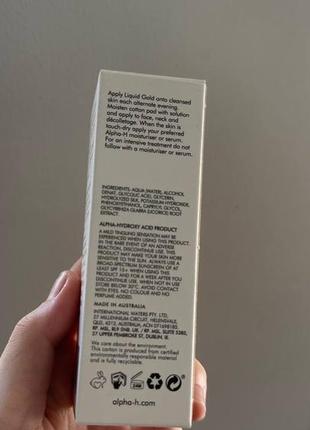 Apply Liquid Gold onto cleansed
skin each alternate evening.
Moisten cotton pad with solution
and apply to face, neck and
décolletage. When the skin is
touch-dry apply your preferred
Alpha-H moisturiser or serum.
For an intensive treatment do not
follow with a moisturiser or serum.
INGREDIENTS: AQUA (WATER), ALCOHOL
DENAT, GLYCOLIC ACID, GLYCERIN,
HYDROLYZED SILK, POTASSIUM HYDROXIDE,
PHENOXYETHANOL, CAPRYLYL GLYCOL,
GLYCYRRHIZA GLABRA (LICORICE) ROOT
EXTRACT.
ALPHA-HYDROXY ACID PRODUCT
A MILD TINGLING SENSATION MAY BE
EXPERIENCED WHEN USING THIS PRODUCT.
IN THE RARE EVENT OF AN ADVERSE
REACTION, DISCONTINUE USE. THIS
PRODUCT MAY MAKE YOUR SKIN MORE
SENSITIVE TO THE SUN. ALWAYS USE A
BROAD SPECTRUM SUNSCREEN OF AT
LEAST SPF 15+ WHEN USING THIS PRODUCT
AFTER DISCONTINUE USE. WHEN NOT IN USE
STORE BELOW 30°C. AVOID CONTACT
WITH EYES. NO COLOUR AND NO
PERFUME ADDED.
MADE IN AUSTRALIA
INTERNATIONAL WATERS PTY. LTD.
27 MILLENNIUM CIRCUIT, HELENSVALE,
QLD, 4212, AUSTRALIA, ACN
RP. MSL
27 UPPER PEMBROKE ST, DUBLIN, IE.
We care about the environment.
This carton is produced from certified
environmentally responsible material
and is fully recyclable.
24M
alpha-h.com